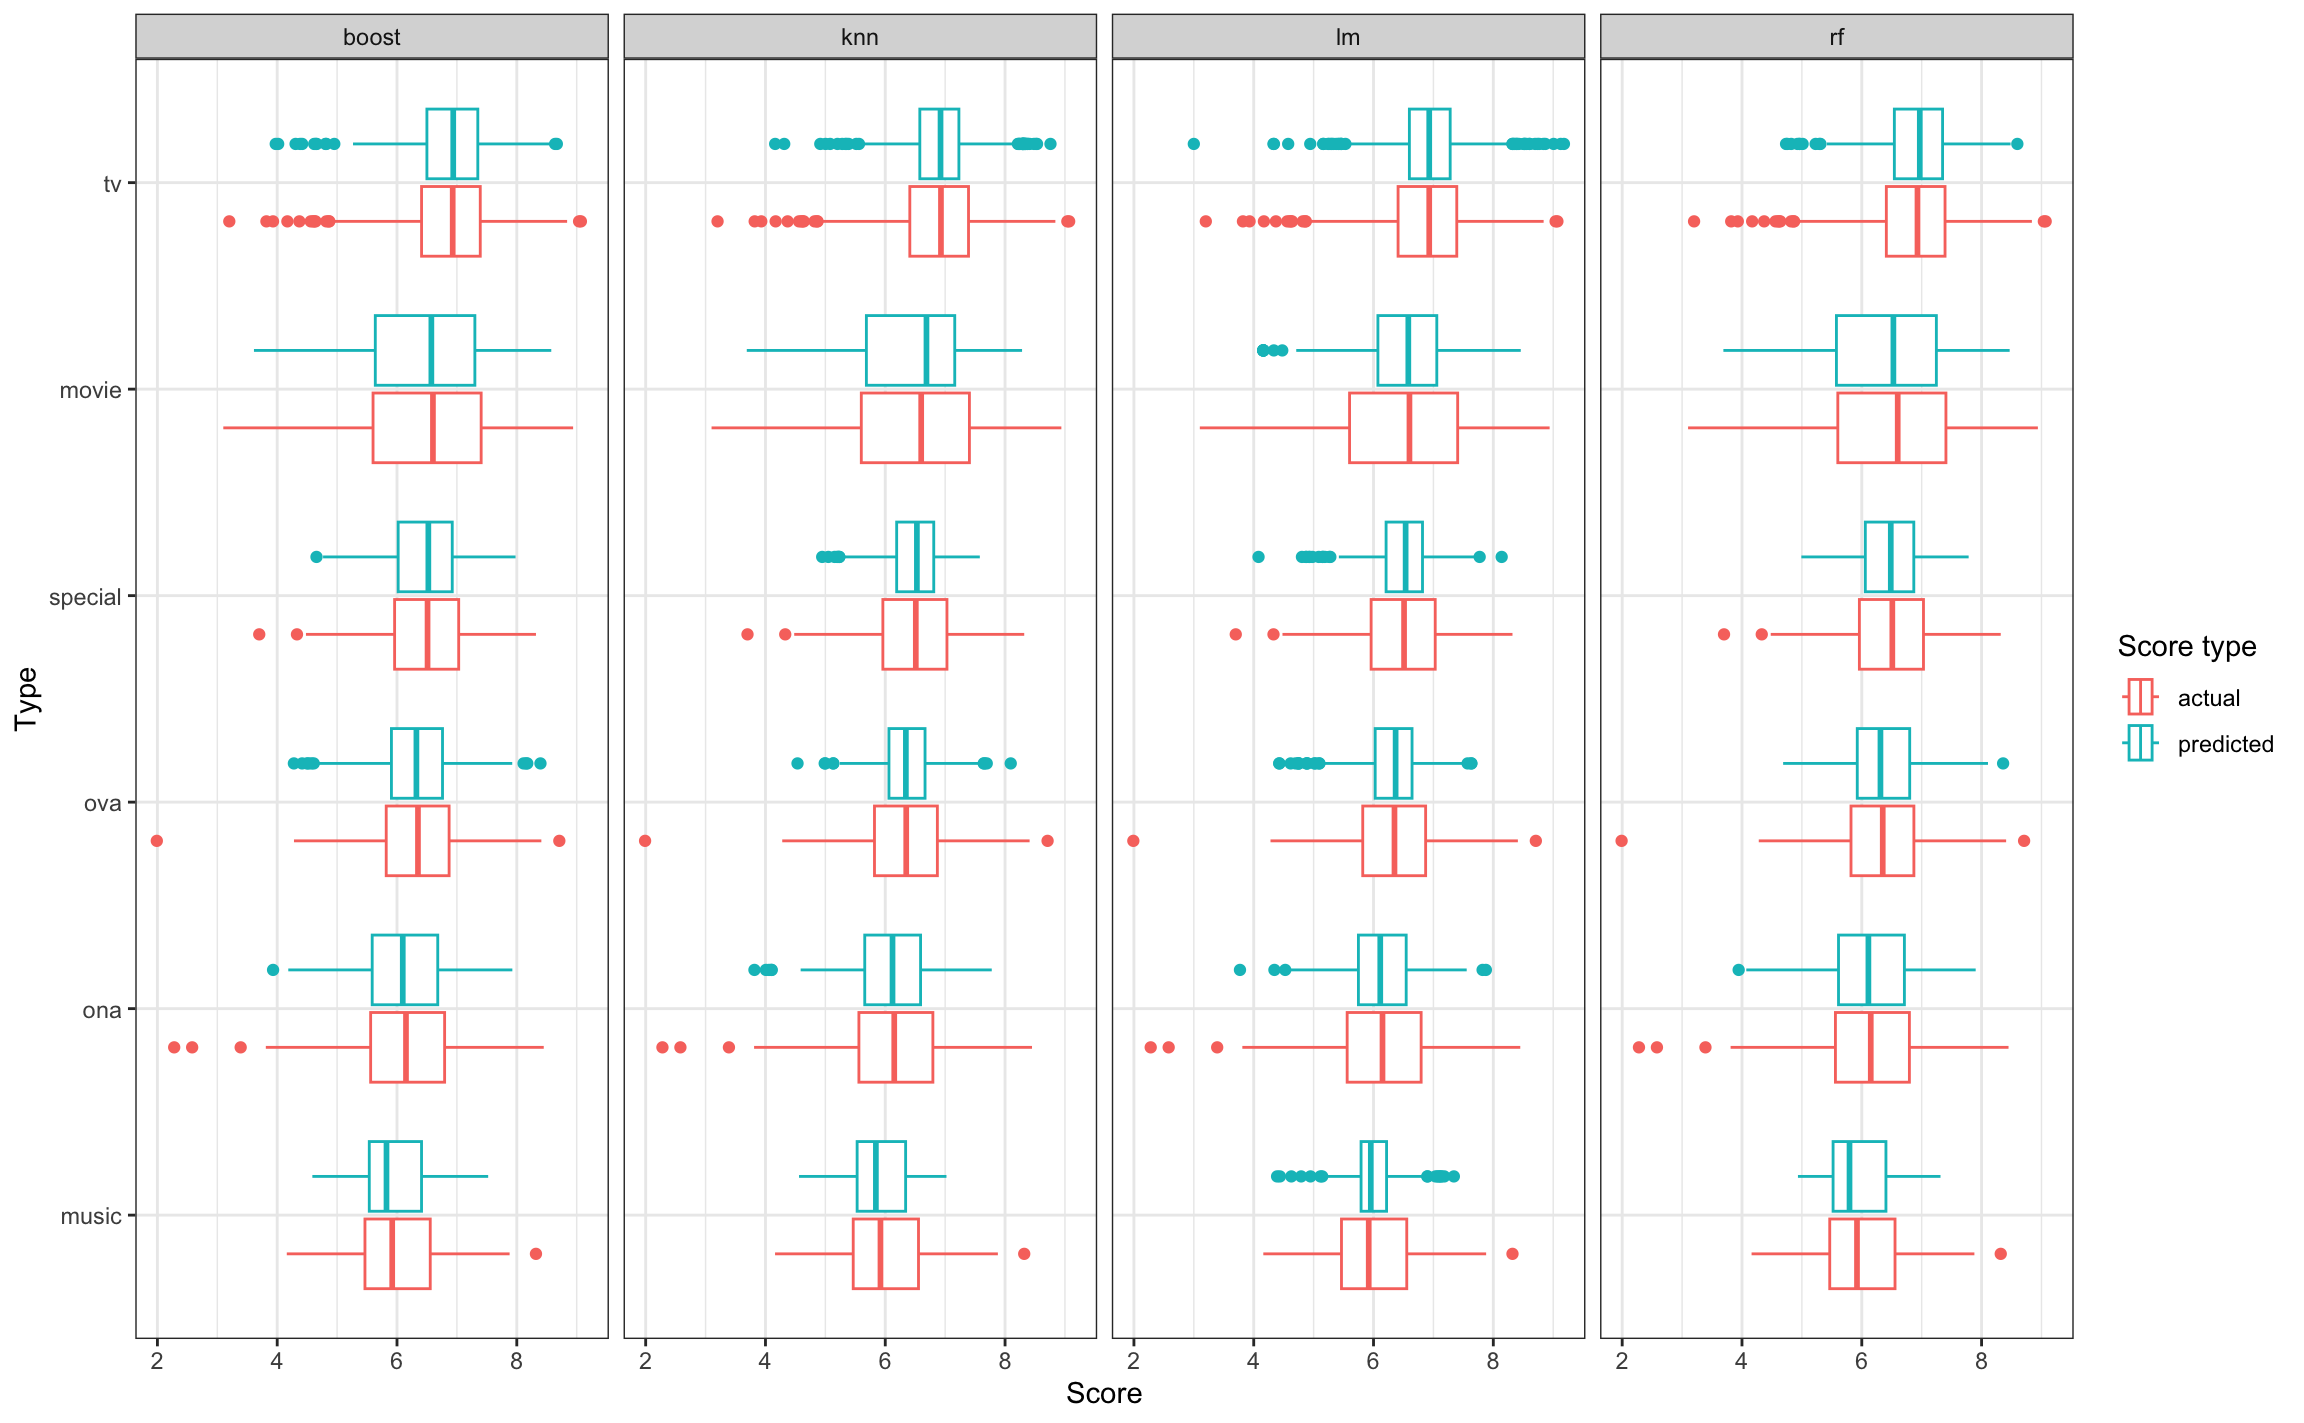 boost knn lm rf
tv
movie
special
ova
ona
music
Type
2 4 6 8 2 4 6 8 2 4 6 8 2 4 6 8
Score
Score type
actual
predicted